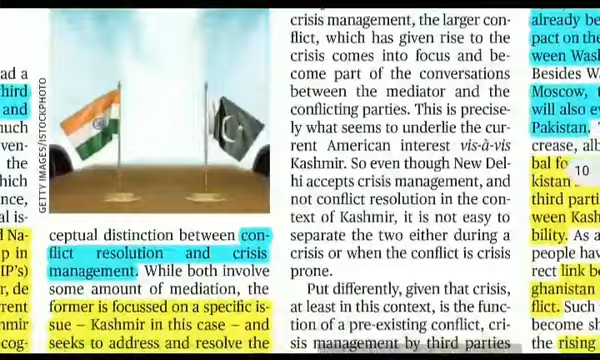 ad a
hird
and
much
ven-
the
hich
nce,
al is-
d Na-
p in
IP's)
r, de
rrent
hmir
cog-
GETTY IMAGES/ISTOCKPHOTO
ceptual distinction between con-
flict resolution and crisis
management. While both involve
some amount of mediation, the
former is focussed on a specific is-
sue – Kashmir in this case – and
seeks to address and resolve the
crisis management, the larger con-
flict, which has given rise to the
crisis comes into focus and be-
come part of the conversations
between the mediator and the
conflicting parties. This is precise-
ly what seems to underlie the cur-
rent American interest vis-à-vis
Kashmir. So even though New Del-
hi accepts crisis management, and
not conflict resolution in the con-
text of Kashmir, it is not easy to
separate the two either during a
crisis or when the conflict is crisis
prone.
Put differently, given that crisis,
at least in this context, is the func-
tion of a pre-existing conflict, cri-
sis management by third parties
already be
pact on the
ween Wash
Besides Wa
Moscow, t
will also ev
Pakistan.
crease, alb
bal fo
kistan
third parti
ween Kash
bility. As a
people hav
rect link be
ghanistan
flict. Such
become sh
the rising
10